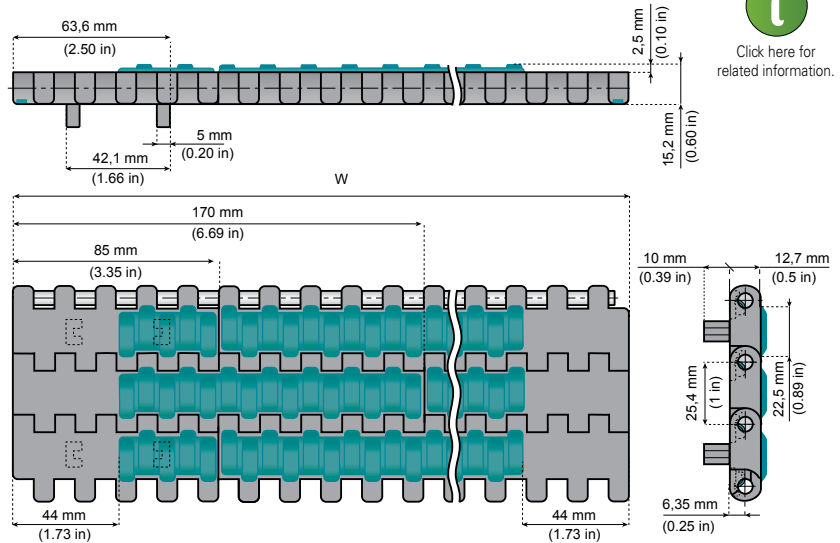 63,6 mm
(2.50 in)
2,5 mm
(0.10 in)
Click here for
related information.
5 mm
(0.20 in)
42,1 mm
(1.66 in)
15,2 mm
(0.60 in)
W
170 mm
(6.69 in)
85 mm
(3.35 in)
10 mm
(0.39 in)
12,7 mm
(0.5 in)
25,4 mm
(1 in)
22,5 mm
(0.89 in)
44 mm
(1.73 in)
44 mm
(1.73 in)
6,35 mm
(0.25 in)